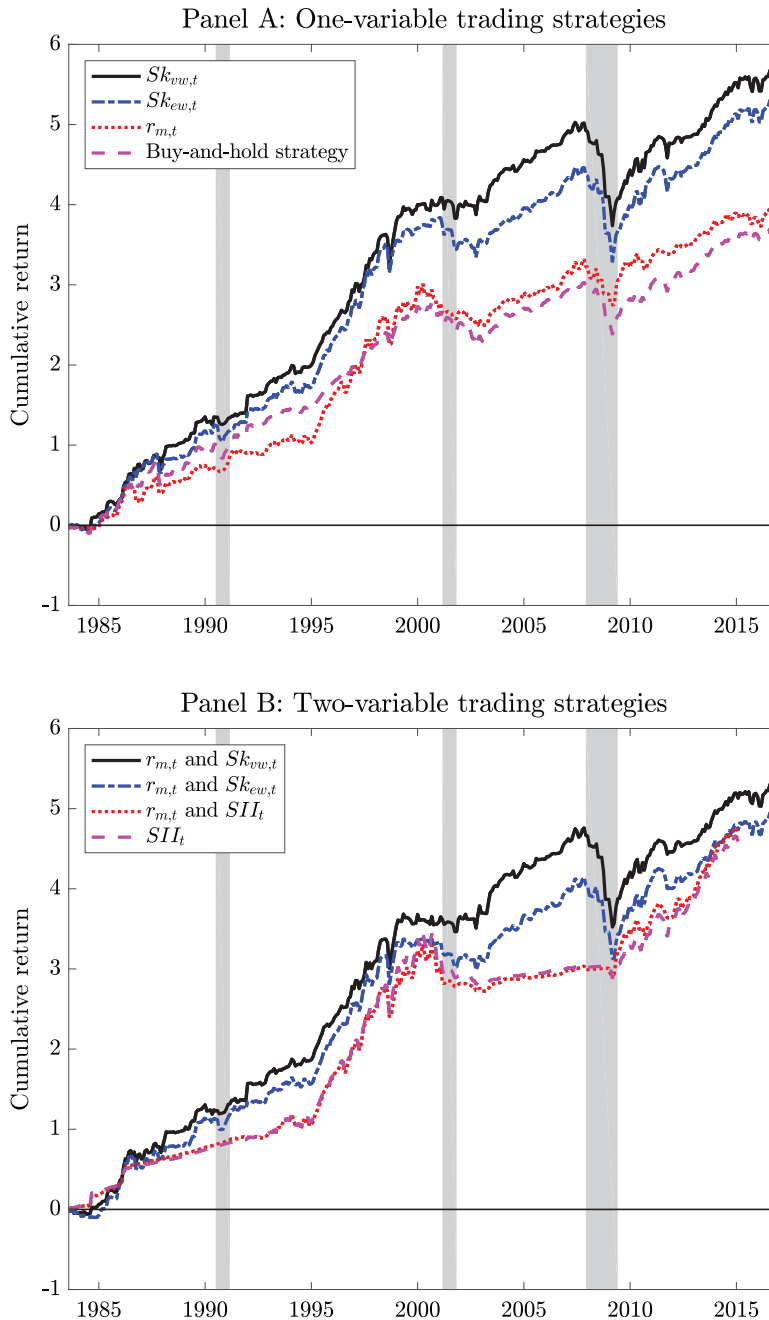 Panel A: One-variable trading strategies
6
5
4
3
2
1
0
-1
Cumulative return
Sk_{vw,t}
Sk_{ew,t}
r_{m,t}
Buy-and-hold strategy
1985 1990 1995 2000 2005 2010 2015
Panel B: Two-variable trading strategies
6
5
4
3
2
1
0
-1
Cumulative return
r_{m,t} and Sk_{vw,t}
r_{m,t} and Sk_{ew,t}
r_{m,t} and SII_t
SII_t
1985 1990 1995 2000 2005 2010 2015